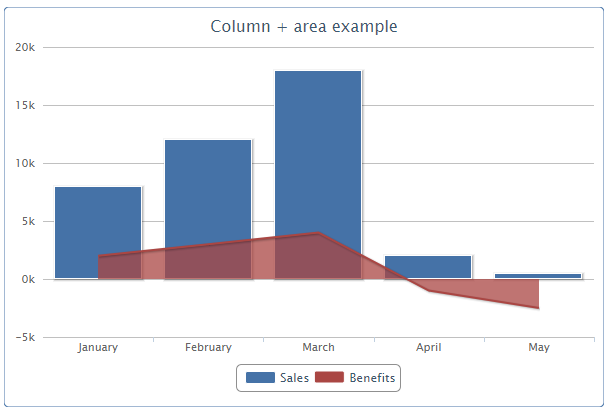 Column + area example
20k
15k
10k
5k
0k
-5k
January February March April May
Sales Benefits